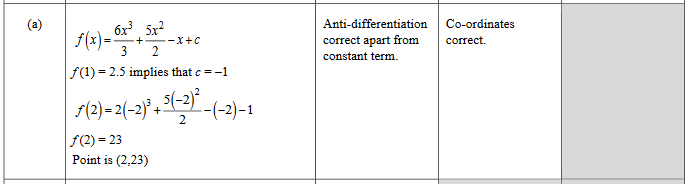 (a)
f(x) = 6x³/3 + 5x²/2 − x + c
f(1) = 2.5 implies that c = −1
f(2) = 2(−2)³ + 5(−2)²/2 − (−2) − 1
f(2) = 23
Point is (2,23)
Anti-differentiation
correct apart from
constant term.
Co-ordinates
correct.